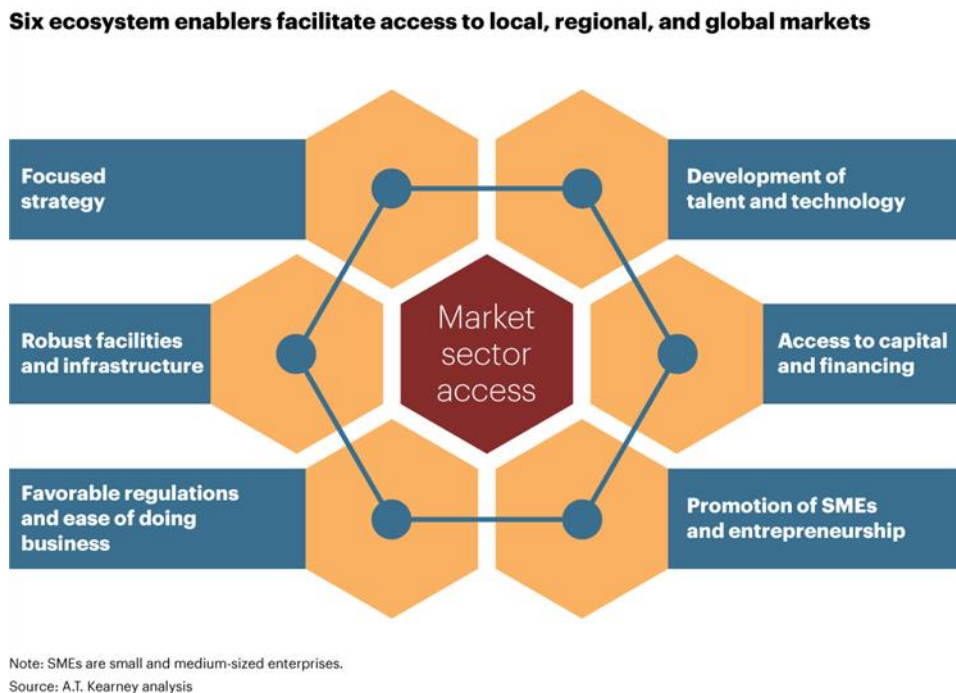 Six ecosystem enablers facilitate access to local, regional, and global markets
Focused
strategy
Development of
talent and technology
Robust facilities
and infrastructure
Market
sector
access
Access to capital
and financing
Favorable regulations
and ease of doing
business
Promotion of SMEs
and entrepreneurship
Note: SMEs are small and medium-sized enterprises.
Source: A.T. Kearney analysis